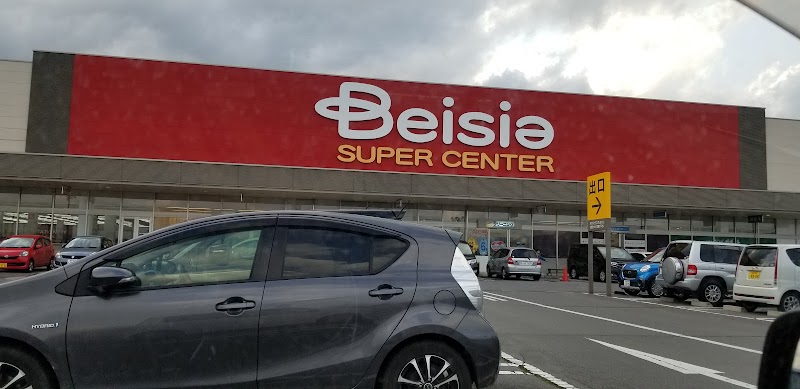 Beisia
SUPER CENTER
出口
→
HYBRID